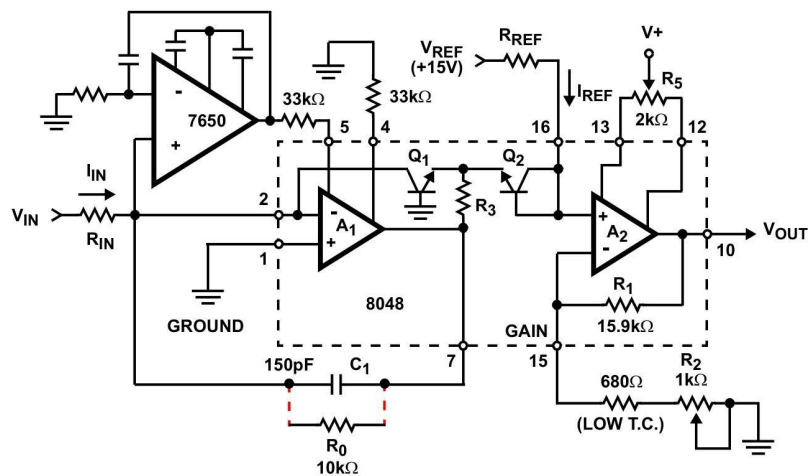 V+
VREF
(+15V)
RREF
R5
2kΩ
IREF
7650
-
+
33kΩ
33kΩ
5
4
16
13
12
IIN
VIN
RIN
2
1
Q1
Q2
R3
A1
-
+
A2
+
-
10
VOUT
R1
15.9kΩ
GROUND
8048
GAIN
7
15
150pF
C1
R0
10kΩ
680Ω
(LOW T.C.)
R2
1kΩ